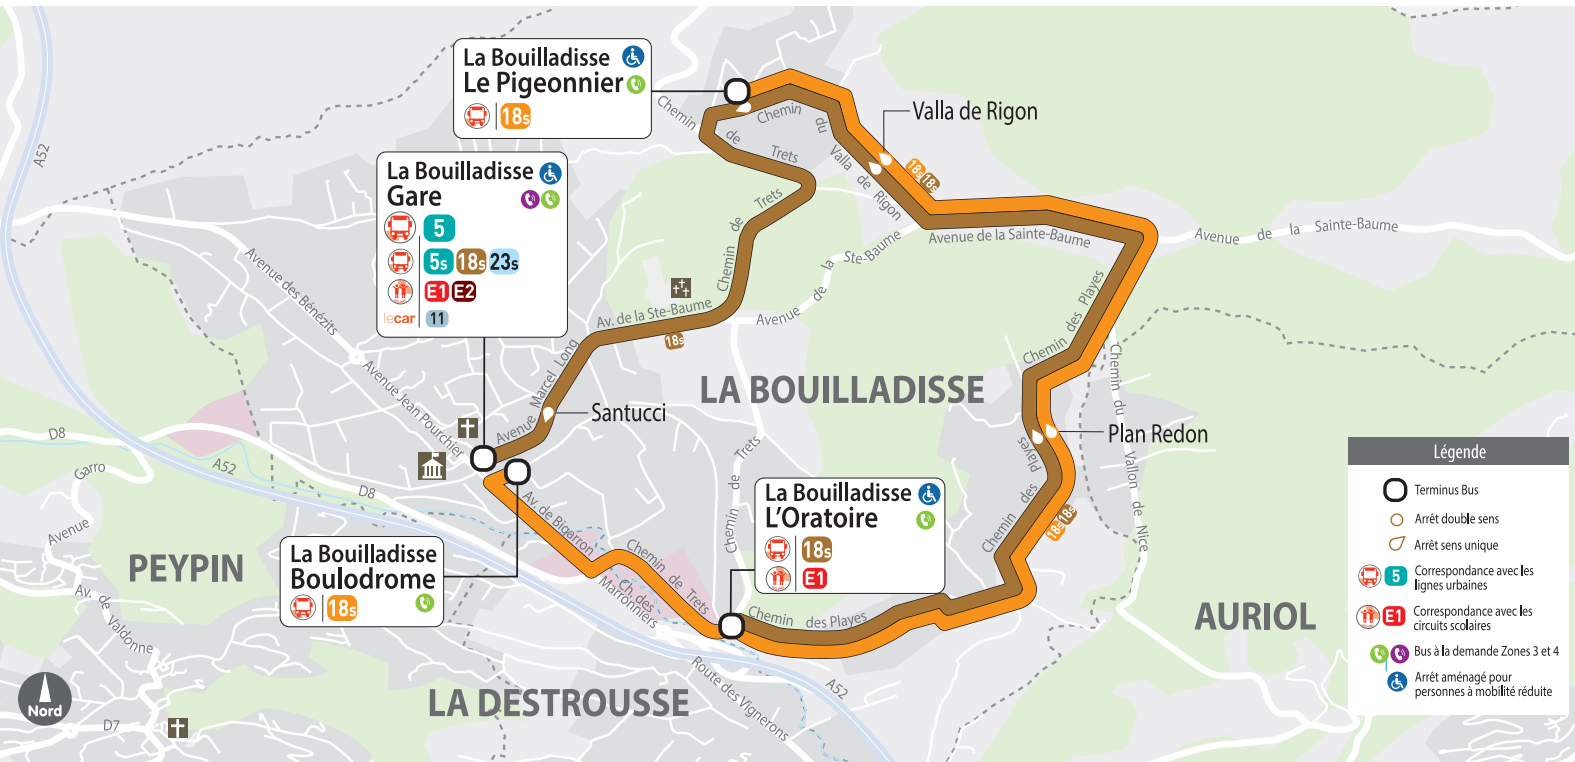 La Bouilladisse
Le Pigeonnier
18s
La Bouilladisse
Gare
5
5s 18s 23s
E1 E2
lecar 11
La Bouilladisse
Boulodrome
18s
La Bouilladisse
L'Oratoire
18s
E1
Valla de Rigon
Santucci
Plan Redon
LA BOUILLADISSE
PEYPIN
LA DESTROUSSE
AURIOL
A52
Chemin de Trets
Chemin du Valla de Rigon
18s 18s
Chemin de Trets
Avenue de la Sainte-Baume
Avenue de la Sainte-Baume
Avenue de la Ste-Baume
Av. de la Ste-Baume
18s
Avenue des Bénézits
Avenue Jean Pourchier
Avenue Marcel Long
Chemin des Playes
Chemin du Vallon de Nice
Chemin des Playes
18s 18s
Chemin de Trets
Av. de Bigarron
Chemin de Trets
Ch. des Marronniers
Chemin des Playes
Route des Vignerons
A52
D8
A52
D8
Garro
Avenue
Av. de Valdonne
D7
Nord
Légende
Terminus Bus
Arrêt double sens
Arrêt sens unique
5 Correspondance avec les
lignes urbaines
E1 Correspondance avec les
circuits scolaires
Bus à la demande Zones 3 et 4
Arrêt aménagé pour
personnes à mobilité réduite